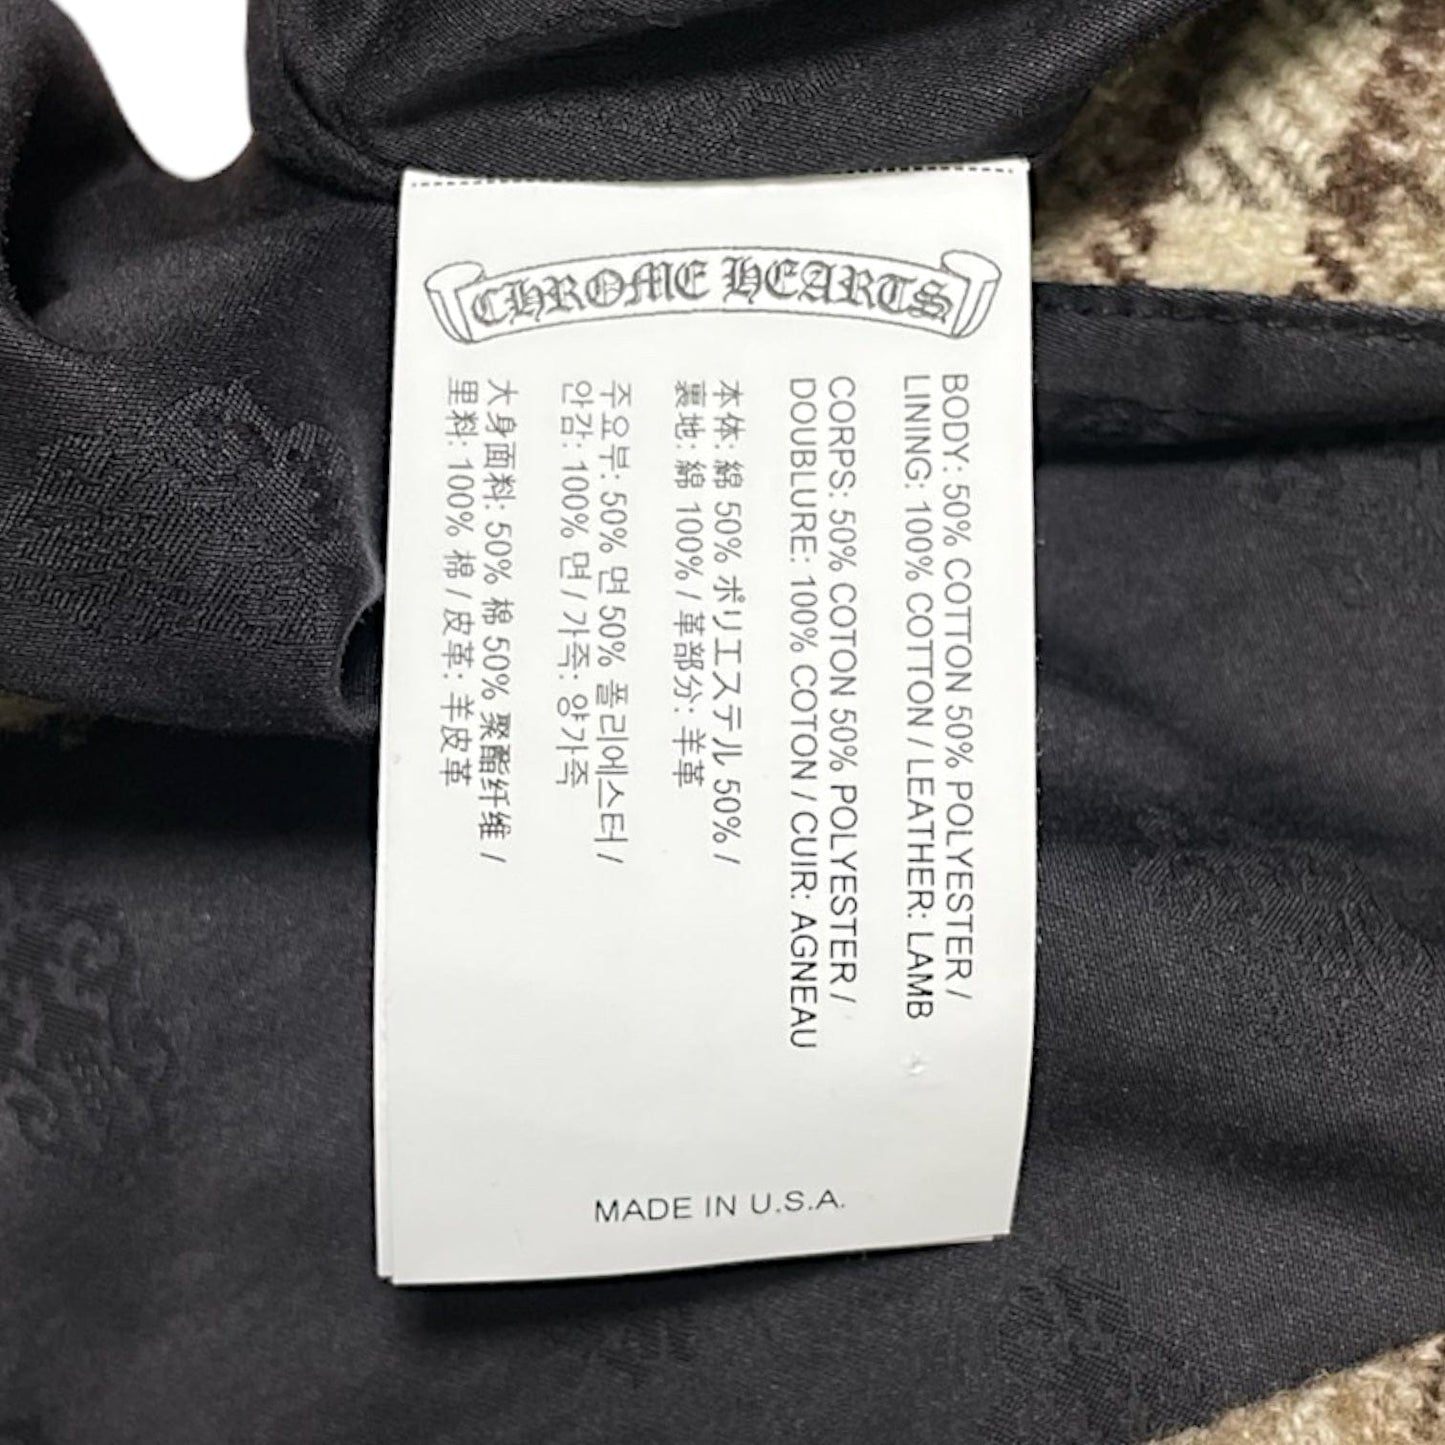 CHROME HEARTS
BODY: 50% COTTON 50% POLYESTER /
LINING: 100% COTTON / LEATHER: LAMB
CORPS: 50% COTON 50% POLYESTER /
DOUBLURE: 100% COTON / CUIR: AGNEAU
本体: 綿 50% ポリエステル 50% /
裏地: 綿 100% / 革部分: 羊革
주요부: 50% 면 50% 폴리에스터 /
안감: 100% 면 / 가죽: 양가죽
大身面料: 50% 棉 50% 聚酯纤维 /
里料: 100% 棉 / 皮革: 羊皮革
MADE IN U.S.A.